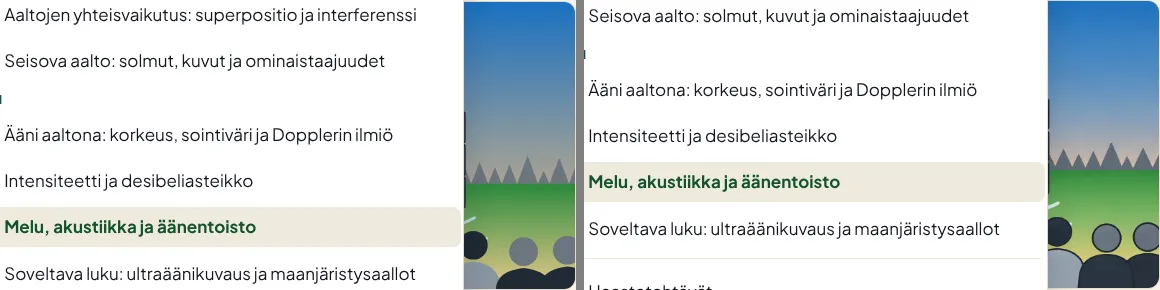 Aaltojen yhteisvaikutus: superpositio ja interferenssi
Seisova aalto: solmut, kuvut ja ominaistaajuudet
Ääni aaltona: korkeus, sointiväri ja Dopplerin ilmiö
Intensiteetti ja desibeliasteikko
Melu, akustiikka ja äänentoisto
Soveltava luku: ultraäänikuvaus ja maanjäristysaallot
Seisova aalto: solmut, kuvut ja ominaistaajuudet
Ääni aaltona: korkeus, sointiväri ja Dopplerin ilmiö
Intensiteetti ja desibeliasteikko
Melu, akustiikka ja äänentoisto
Soveltava luku: ultraäänikuvaus ja maanjäristysaallot